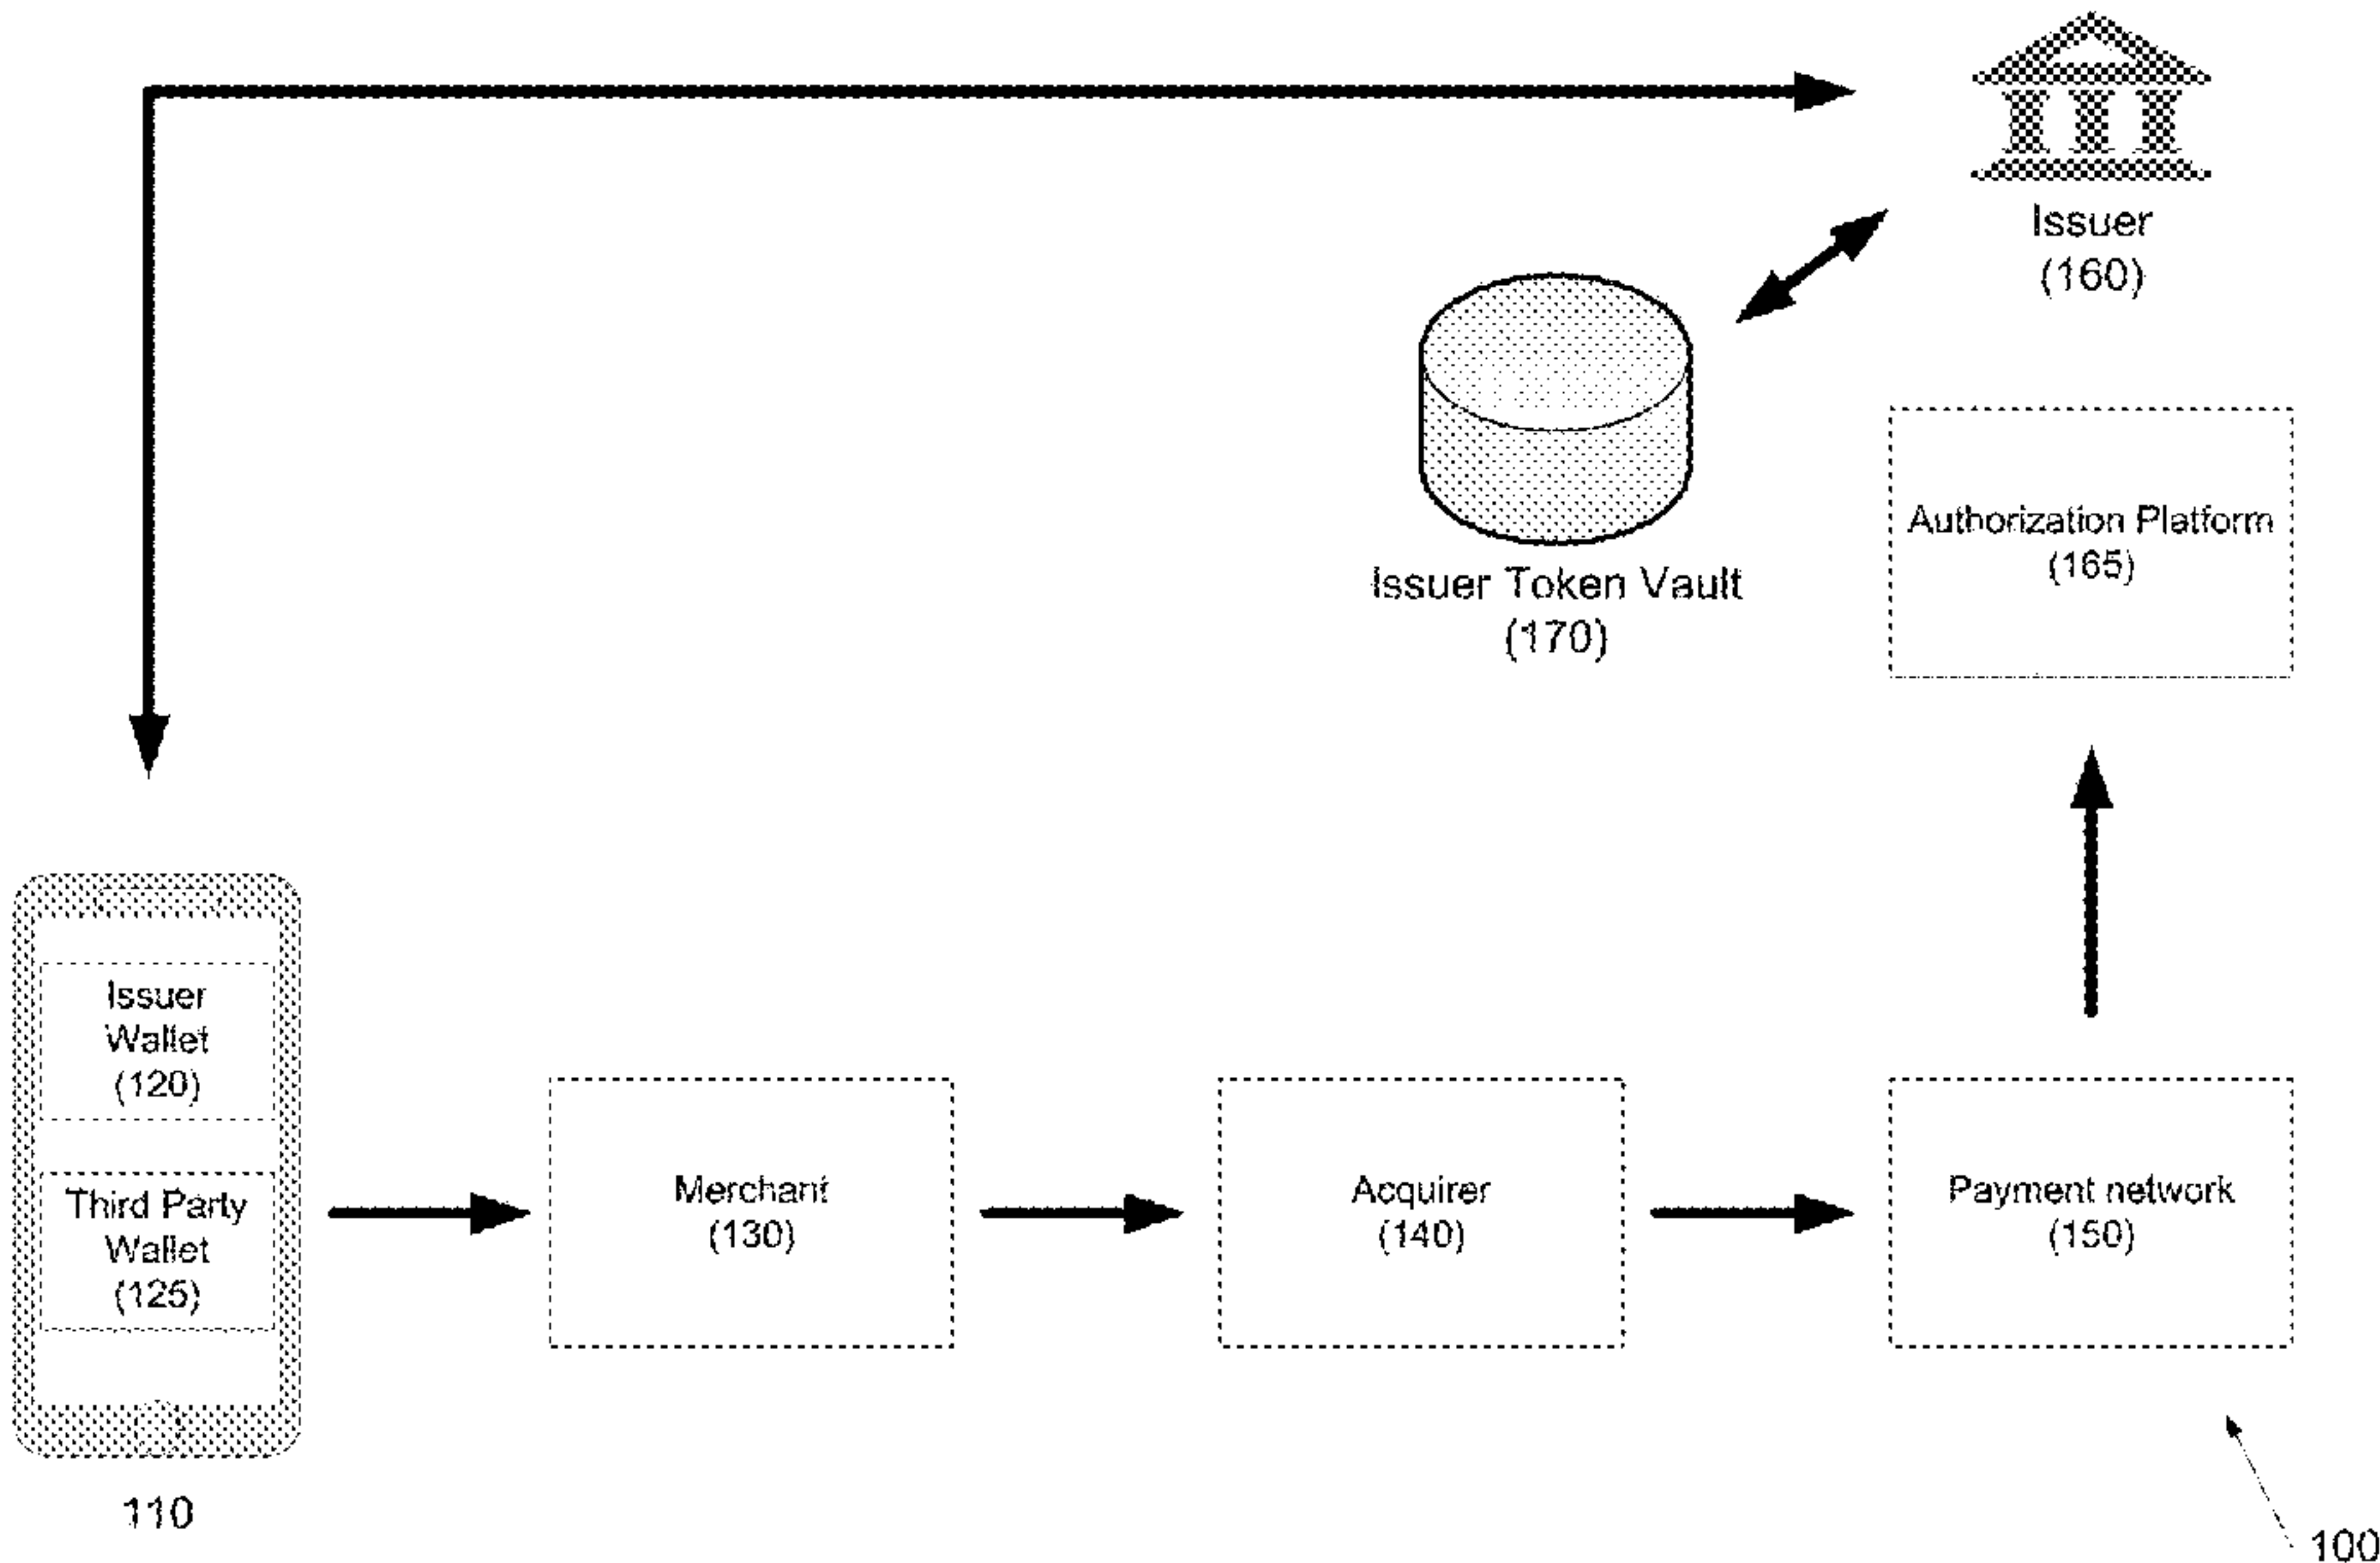 Issuer
(160)
Issuer Token Vault
(170)
Authorization Platform
(165)
Issuer
Wallet
(120)
Third Party
Wallet
(125)
Merchant
(130)
Acquirer
(140)
Payment network
(150)
110
100